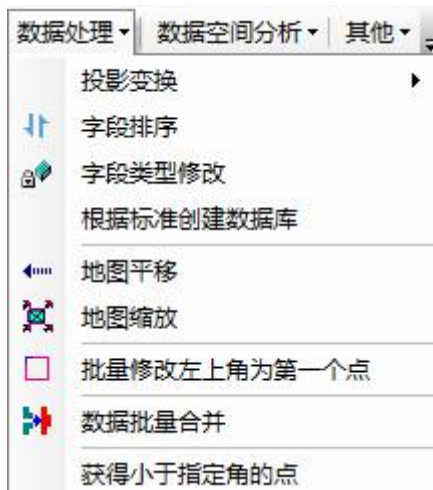 数据处理 数据空间分析 其他
投影变换
字段排序
字段类型修改
根据标准创建数据库
地图平移
地图缩放
批量修改左上角为第一个点
数据批量合并
获得小于指定角的点